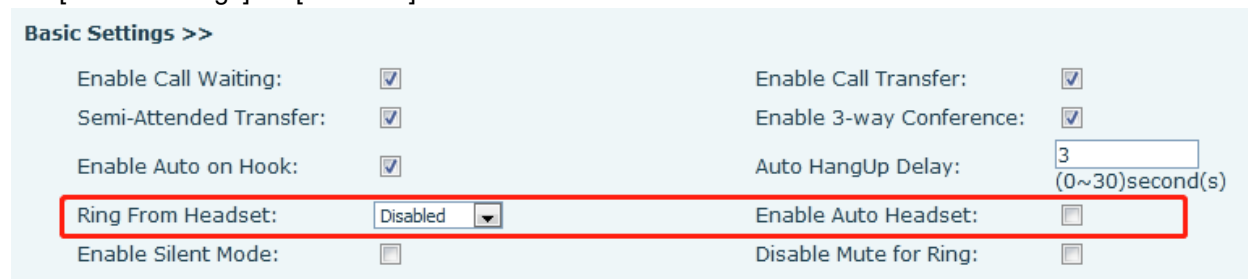 Basic Settings >>
Enable Call Waiting: Enable Call Transfer:
Semi-Attended Transfer: Enable 3-way Conference:
Enable Auto on Hook: Auto HangUp Delay: 3
(0~30)second(s)
Ring From Headset: Disabled Enable Auto Headset:
Enable Silent Mode: Disable Mute for Ring: